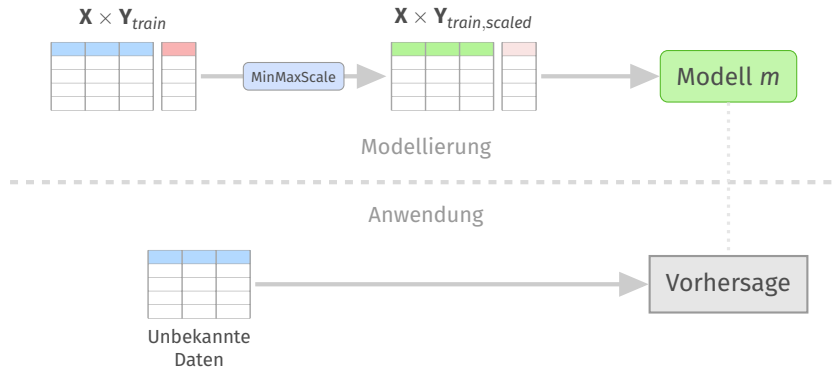 X × Y_train
X × Y_train,scaled
MinMaxScale
Modell m
Modellierung
Anwendung
Vorhersage
Unbekannte
Daten